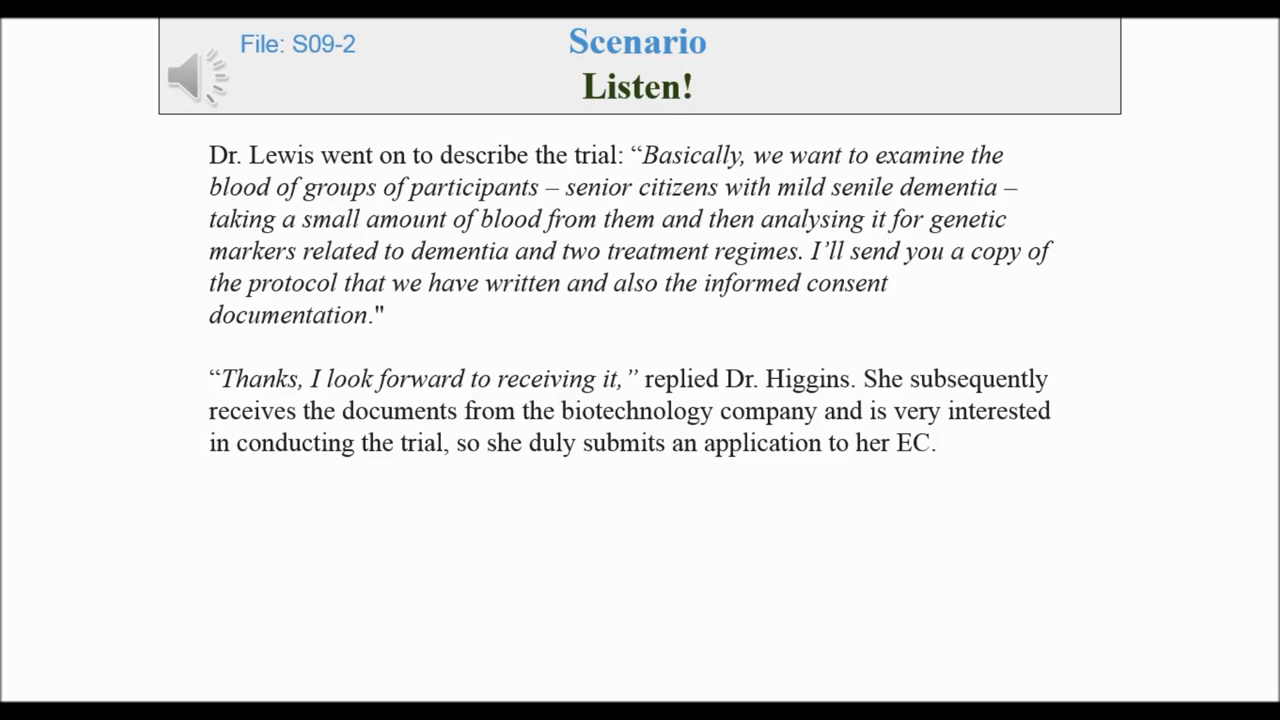 File: S09-2
Scenario
Listen!
Dr. Lewis went on to describe the trial: “Basically, we want to examine the
blood of groups of participants – senior citizens with mild senile dementia –
taking a small amount of blood from them and then analysing it for genetic
markers related to dementia and two treatment regimes. I’ll send you a copy of
the protocol that we have written and also the informed consent
documentation."
“Thanks, I look forward to receiving it,” replied Dr. Higgins. She subsequently
receives the documents from the biotechnology company and is very interested
in conducting the trial, so she duly submits an application to her EC.